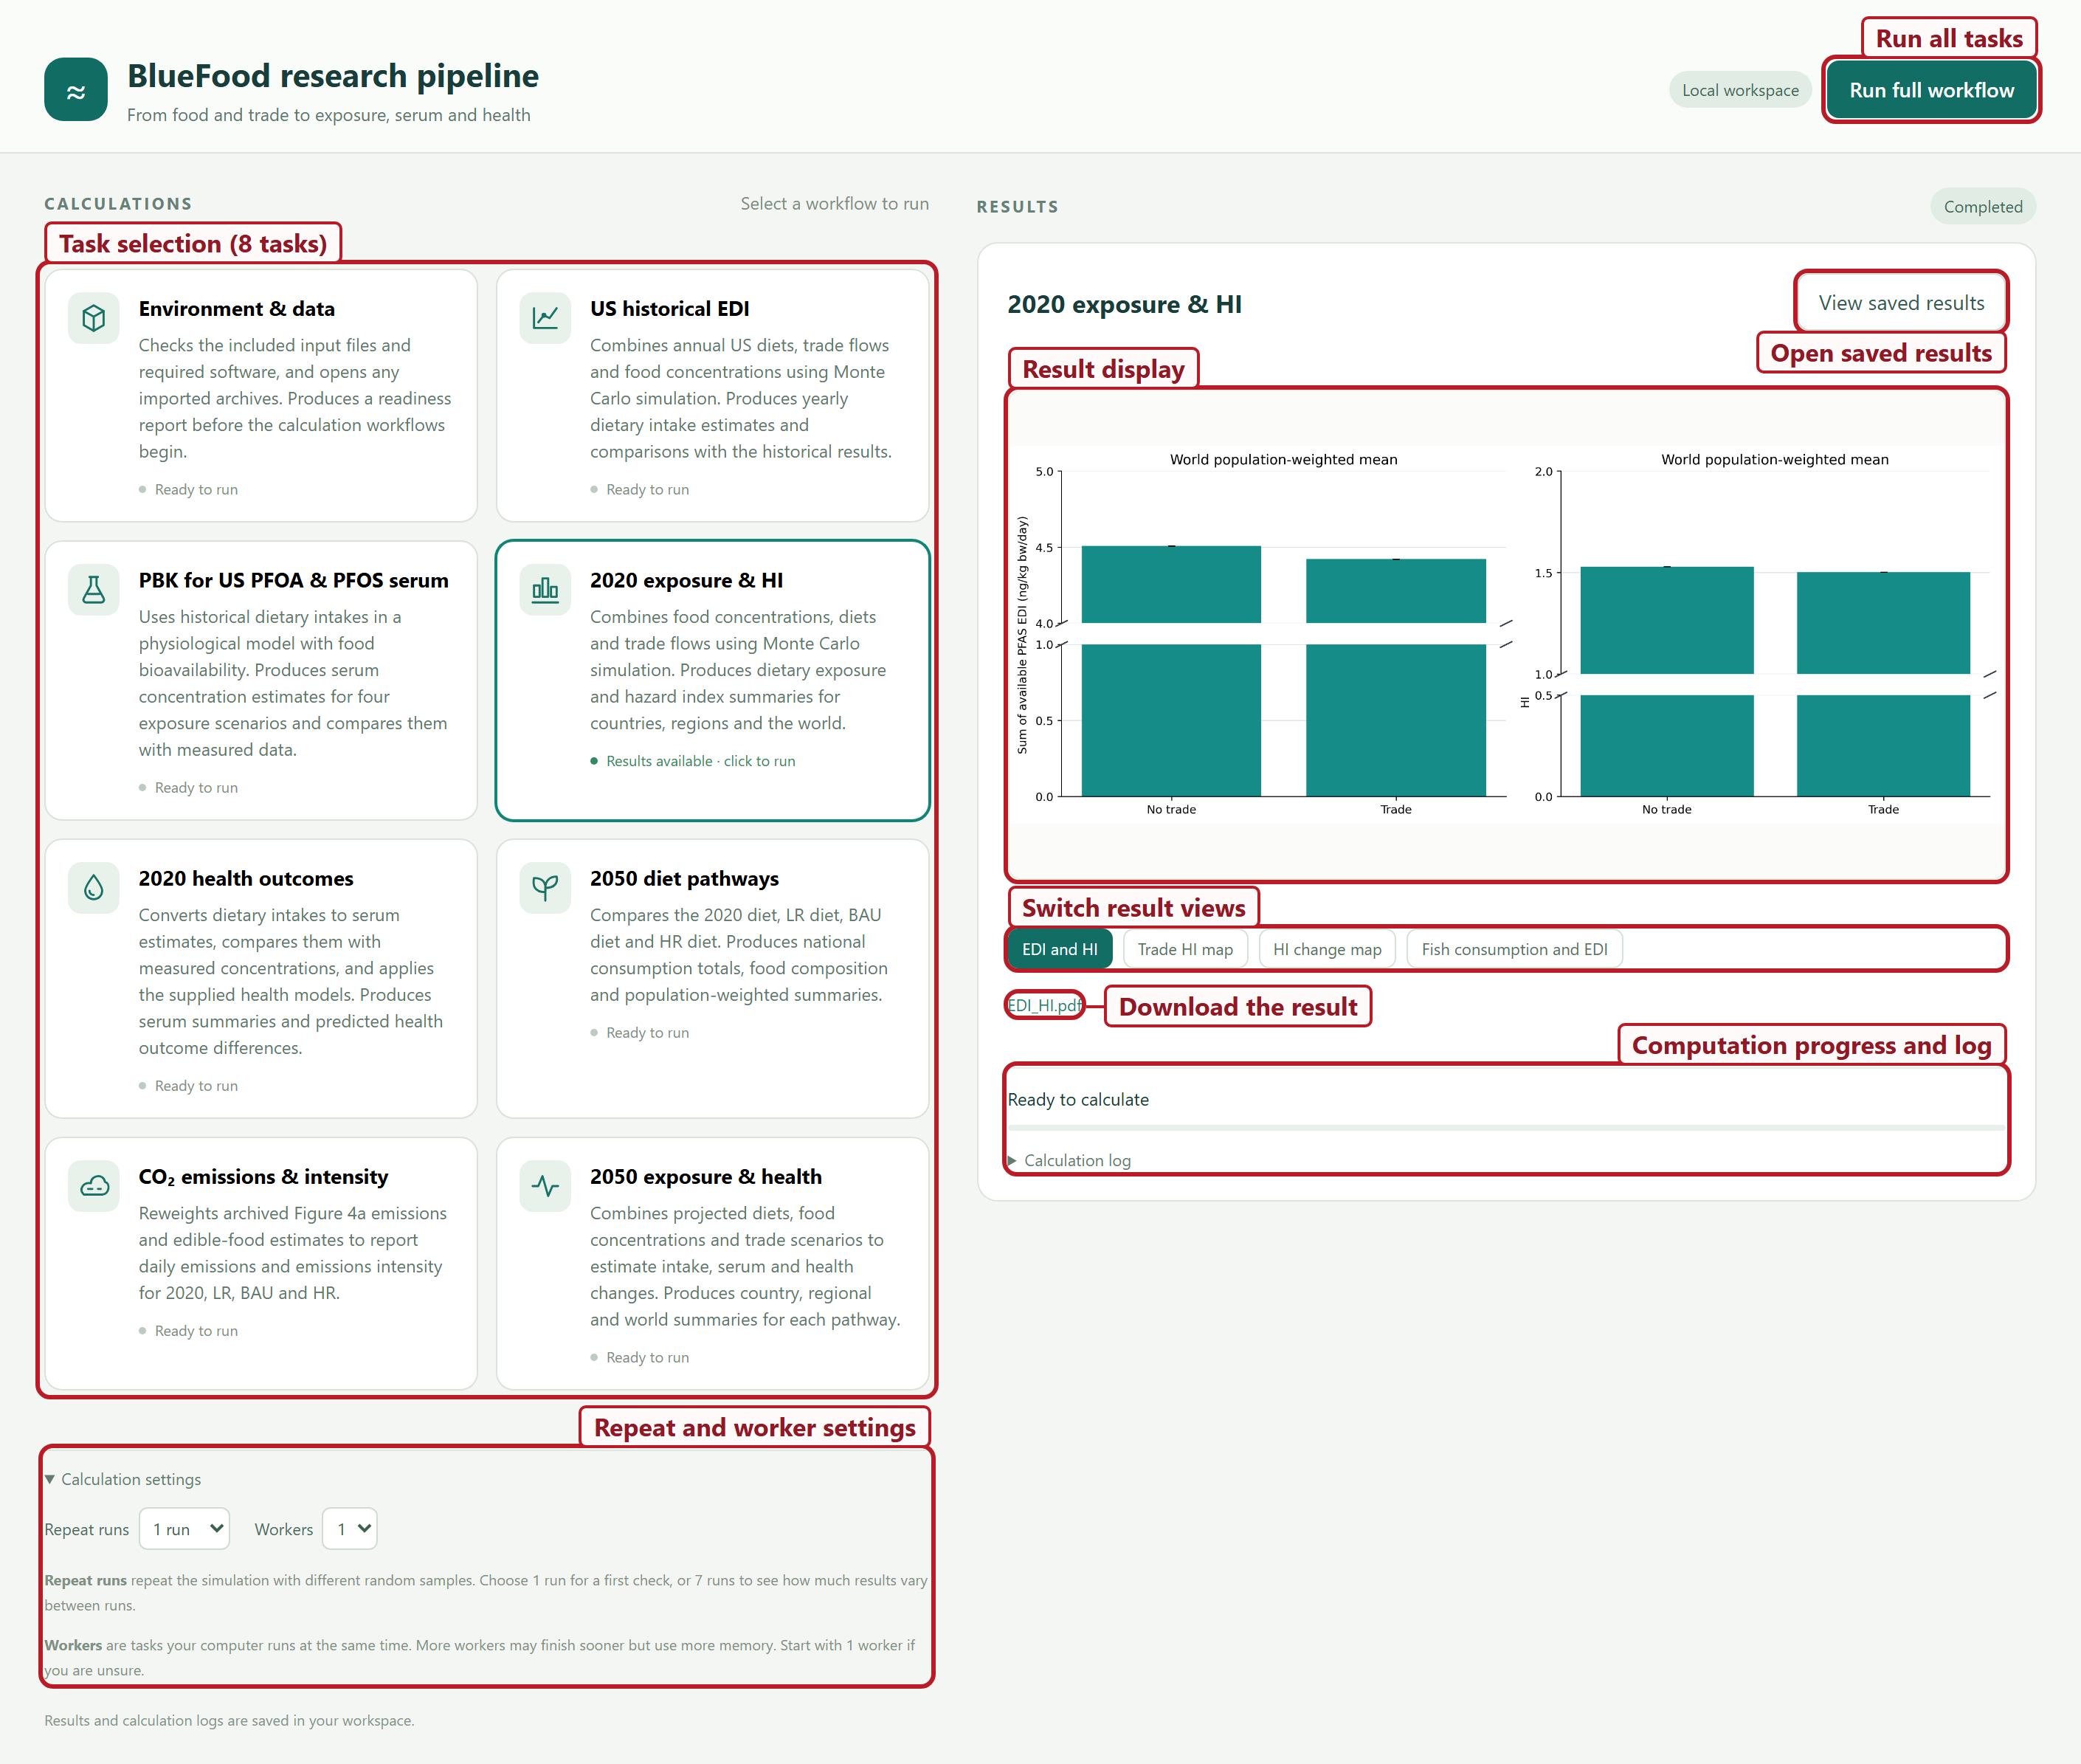 Run all tasks
≈
BlueFood research pipeline
From food and trade to exposure, serum and health
Local workspace
Run full workflow
CALCULATIONS
Select a workflow to run
Task selection (8 tasks)
Environment & data
Checks the included input files and
required software, and opens any
imported archives. Produces a readiness
report before the calculation workflows
begin.
Ready to run
US historical EDI
Combines annual US diets, trade flows
and food concentrations using Monte
Carlo simulation. Produces yearly
dietary intake estimates and
comparisons with the historical results.
Ready to run
PBK for US PFOA & PFOS serum
Uses historical dietary intakes in a
physiological model with food
bioavailability. Produces serum
concentration estimates for four
exposure scenarios and compares them
with measured data.
Ready to run
2020 exposure & HI
Combines food concentrations, diets
and trade flows using Monte Carlo
simulation. Produces dietary exposure
and hazard index summaries for
countries, regions and the world.
Results available · click to run
2020 health outcomes
Converts dietary intakes to serum
estimates, compares them with
measured concentrations, and applies
the supplied health models. Produces
serum summaries and predicted health
outcome differences.
Ready to run
2050 diet pathways
Compares the 2020 diet, LR diet, BAU
diet and HR diet. Produces national
consumption totals, food composition
and population-weighted summaries.
Ready to run
CO₂ emissions & intensity
Reweights archived Figure 4a emissions
and edible-food estimates to report
daily emissions and emissions intensity
for 2020, LR, BAU and HR.
Ready to run
2050 exposure & health
Combines projected diets, food
concentrations and trade scenarios to
estimate intake, serum and health
changes. Produces country, regional
and world summaries for each pathway.
Ready to run
Repeat and worker settings
▼ Calculation settings
Repeat runs 1 run Workers 1
Repeat runs repeat the simulation with different random samples. Choose 1 run for a first check, or 7 runs to see how much results vary
between runs.
Workers are tasks your computer runs at the same time. More workers may finish sooner but use more memory. Start with 1 worker if
you are unsure.
Results and calculation logs are saved in your workspace.
RESULTS
Completed
2020 exposure & HI
View saved results
Open saved results
Result display
World population-weighted mean
Sum of available PFAS EDI (ng/kg bw/day)
5.0
4.5
4.0
1.0
0.5
0.0
No trade
Trade
World population-weighted mean
HI
2.0
1.5
1.0
0.5
0.0
No trade
Trade
Switch result views
EDI and HI
Trade HI map
HI change map
Fish consumption and EDI
EDI_HI.pdf
Download the result
Computation progress and log
Ready to calculate
▶ Calculation log